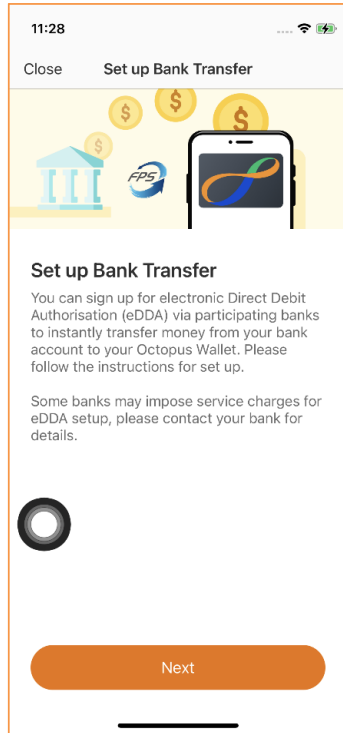 11:28
Close Set up Bank Transfer
$ $ $ $
FPS
Set up Bank Transfer
You can sign up for electronic Direct Debit
Authorisation (eDDA) via participating banks
to instantly transfer money from your bank
account to your Octopus Wallet. Please
follow the instructions for set up.
Some banks may impose service charges for
eDDA setup, please contact your bank for
details.
Next